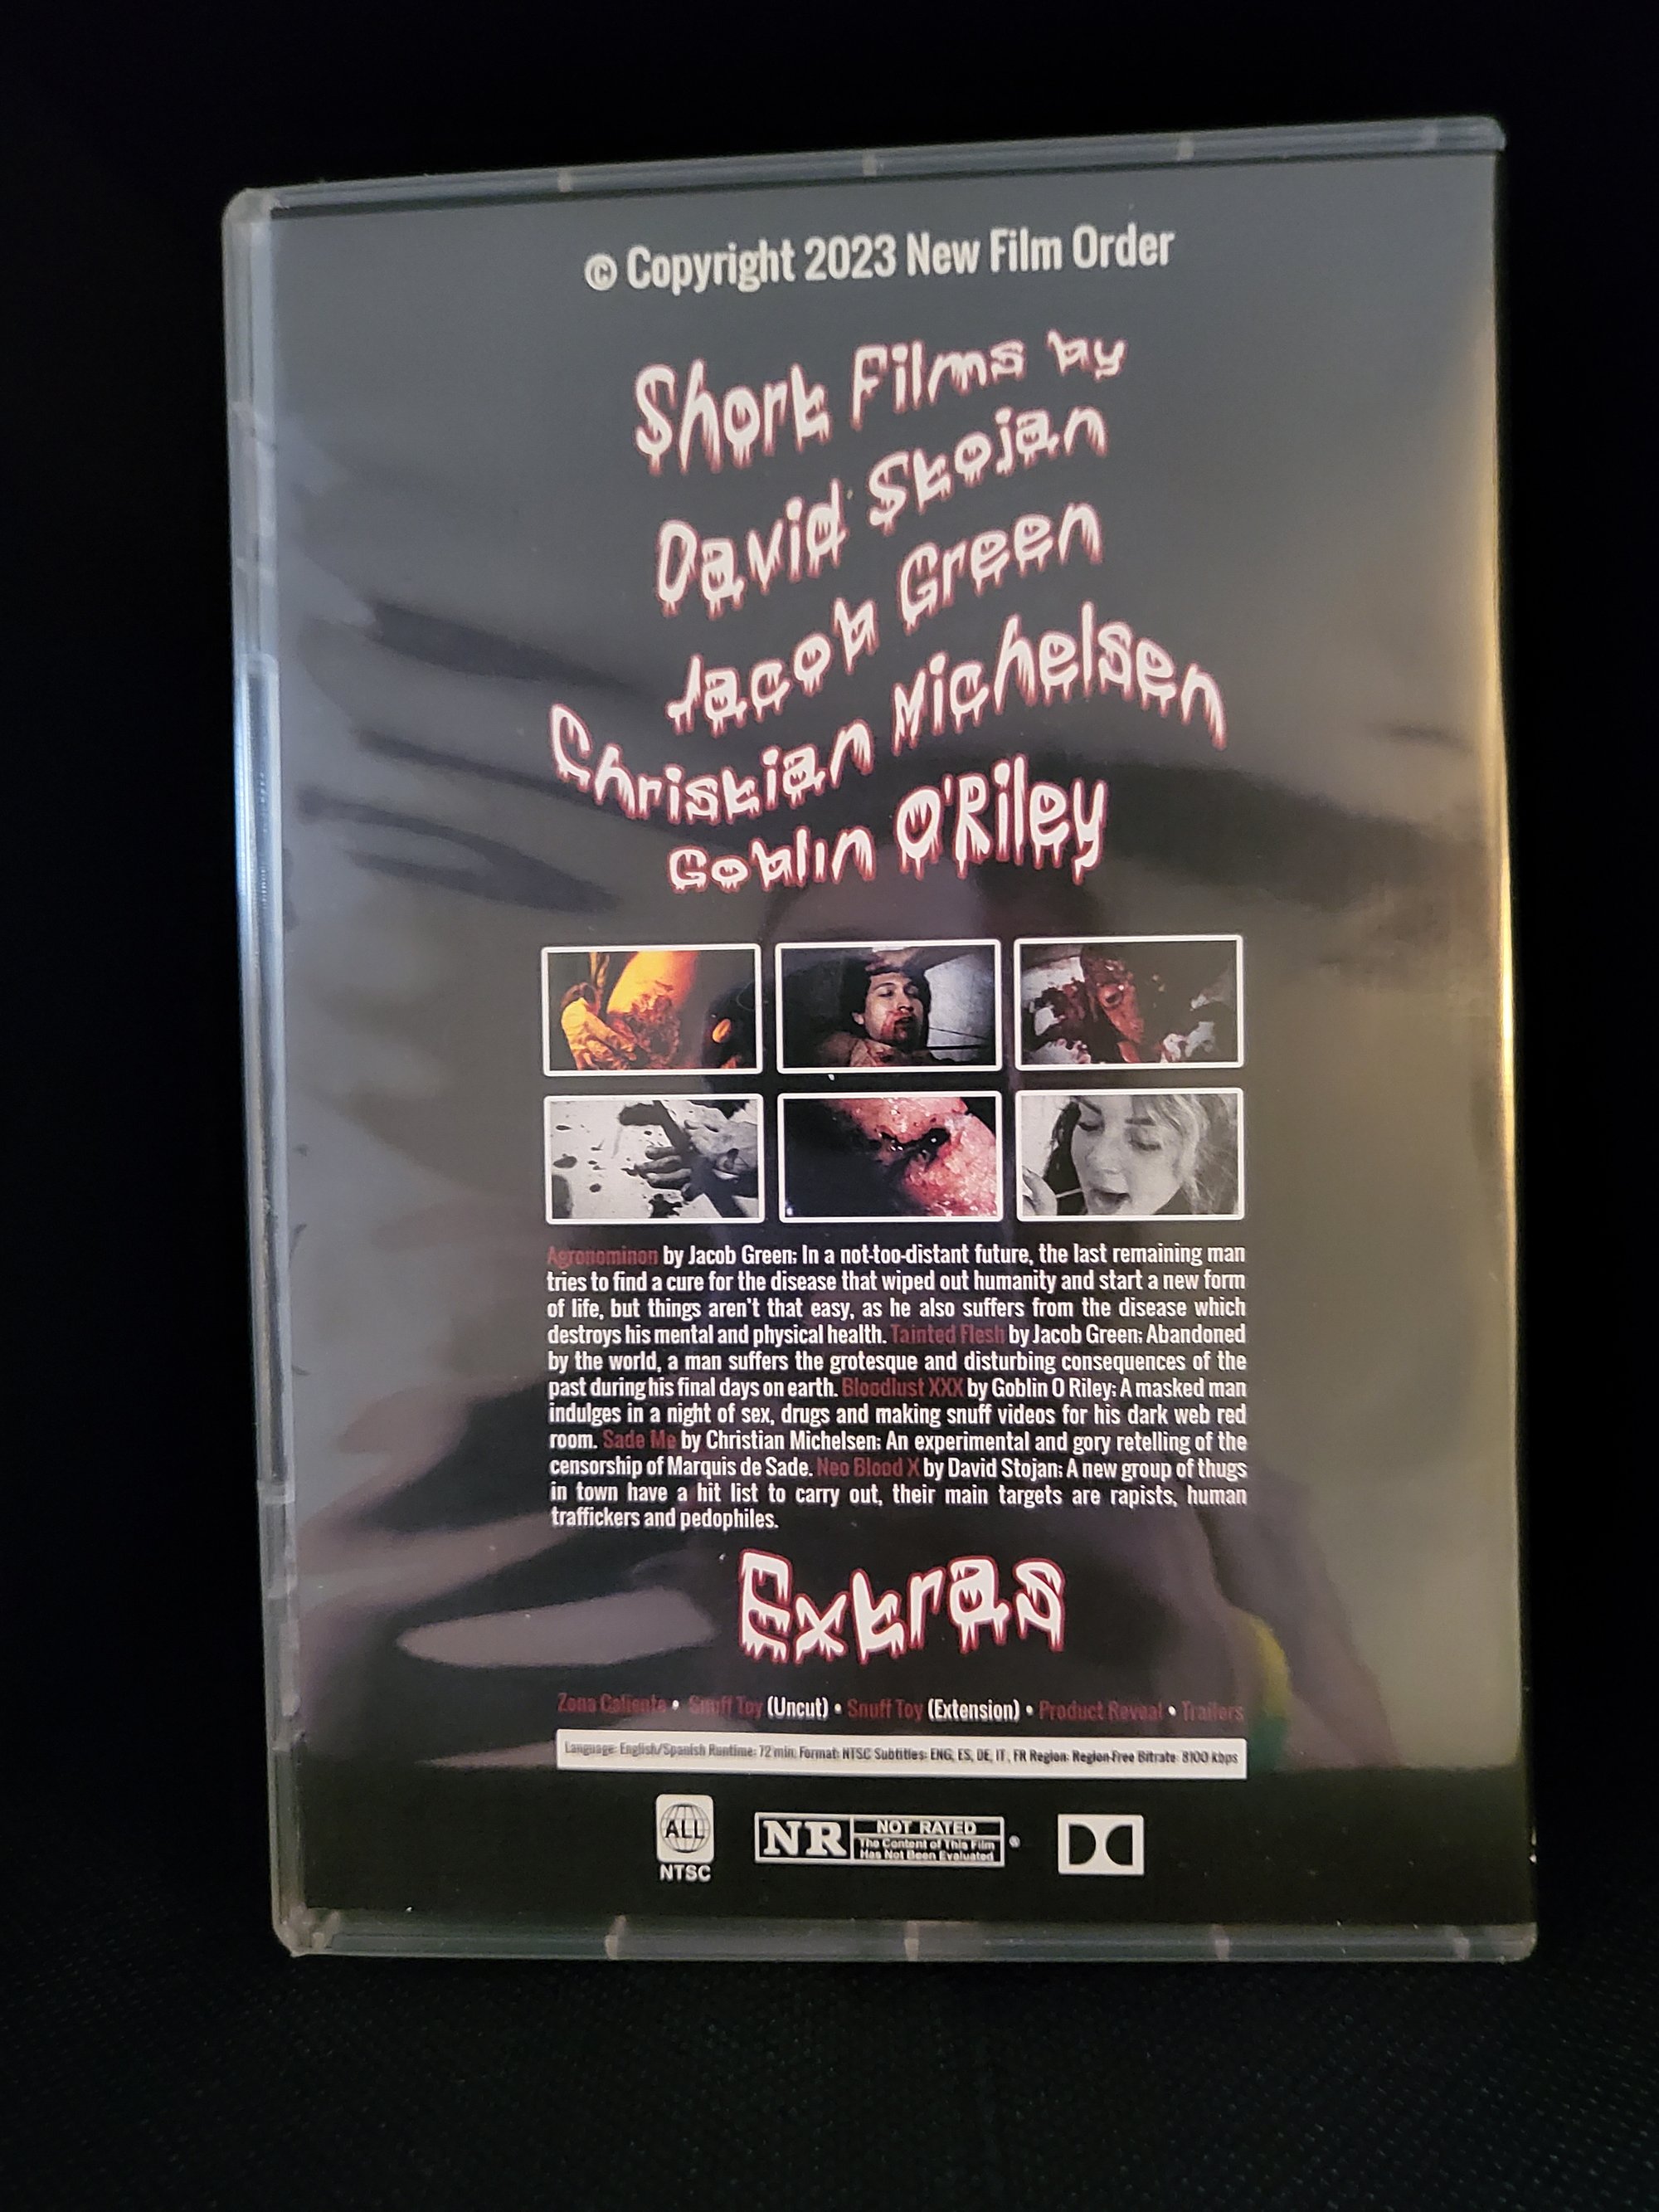 © Copyright 2023 New Film Order
Short Films by
David Stojan
Jacob Green
Christian Michelsen
Goblin O'Riley
Agronominon by Jacob Green: In a not-too-distant future, the last remaining man
tries to find a cure for the disease that wiped out humanity and start a new form
of life, but things aren't that easy, as he also suffers from the disease which
destroys his mental and physical health. Tainted Flesh by Jacob Green: Abandoned
by the world, a man suffers the grotesque and disturbing consequences of the
past during his final days on earth. Bloodlust XXX by Goblin O Riley: A masked man
indulges in a night of sex, drugs and making snuff videos for his dark web red
room. Sade Me by Christian Michelsen: An experimental and gory retelling of the
censorship of Marquis de Sade. Neo Blood X by David Stojan: A new group of thugs
in town have a hit list to carry out, their main targets are rapists, human
traffickers and pedophiles.
Extras
Zona Caliente • Snuff Toy (Uncut) • Snuff Toy (Extension) • Product Reveal • Trailers
Language: English/Spanish Runtime: 72 min. Format: NTSC Subtitles: ENG, ES, DE, IT, FR Region: Region-Free Bitrate: 8100 kbps
ALL
NTSC
NR NOT RATED
The Content of This Film
Has Not Been Evaluated
®